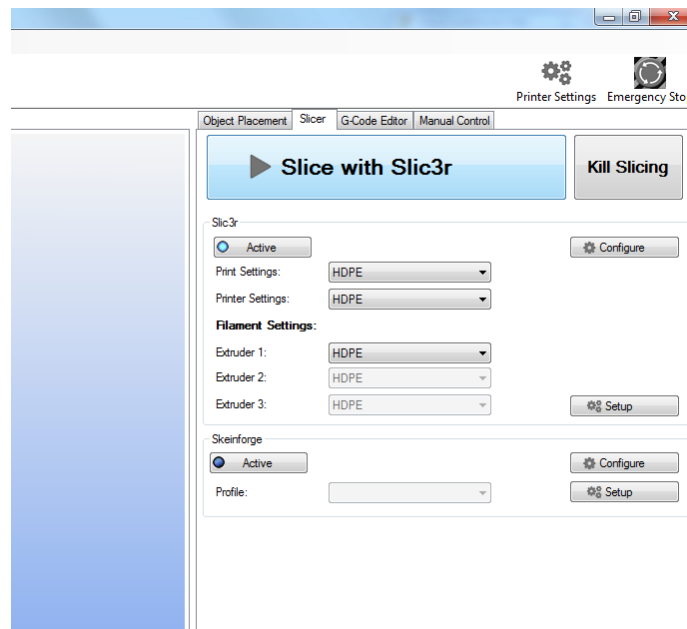 Printer Settings Emergency Sto
Object Placement Slicer G-Code Editor Manual Control
Slice with Slic3r Kill Slicing
Slic3r
Active Configure
Print Settings: HDPE
Printer Settings: HDPE
Filament Settings:
Extruder 1: HDPE
Extruder 2: HDPE
Extruder 3: HDPE Setup
Skeinforge
Active Configure
Profile: Setup